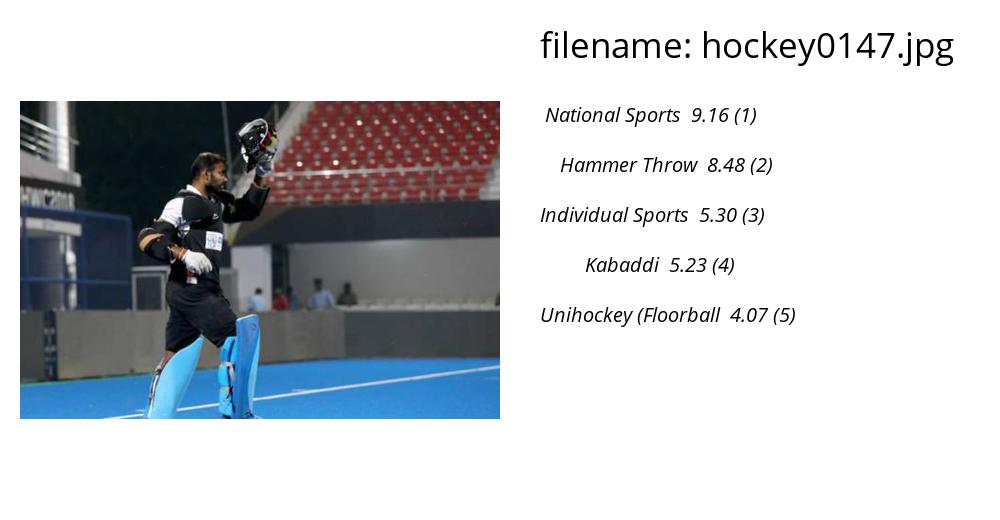 filename: hockey0147.jpg
National Sports 9.16 (1)
Hammer Throw 8.48 (2)
Individual Sports 5.30 (3)
Kabaddi 5.23 (4)
Unihockey (Floorball 4.07 (5)